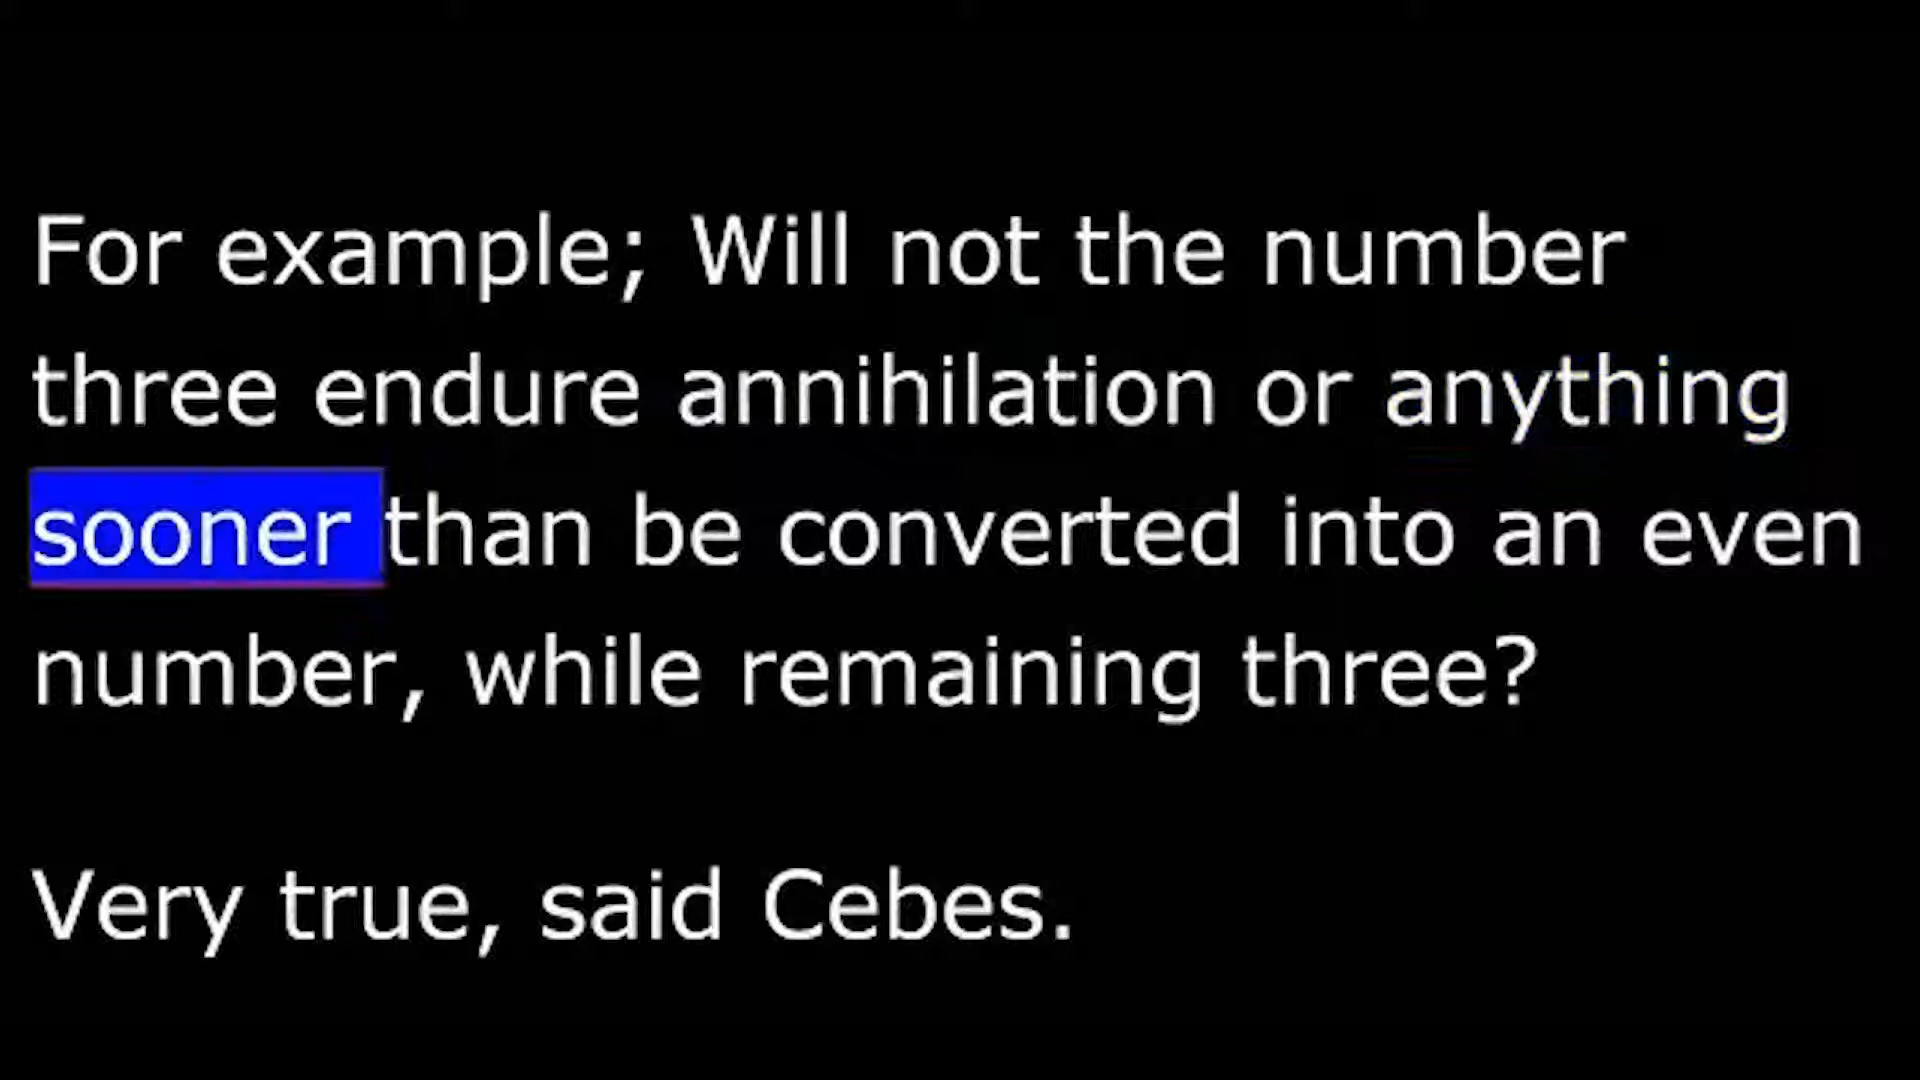 For example; Will not the number
three endure annihilation or anything
sooner than be converted into an even
number, while remaining three?
Very true, said Cebes.